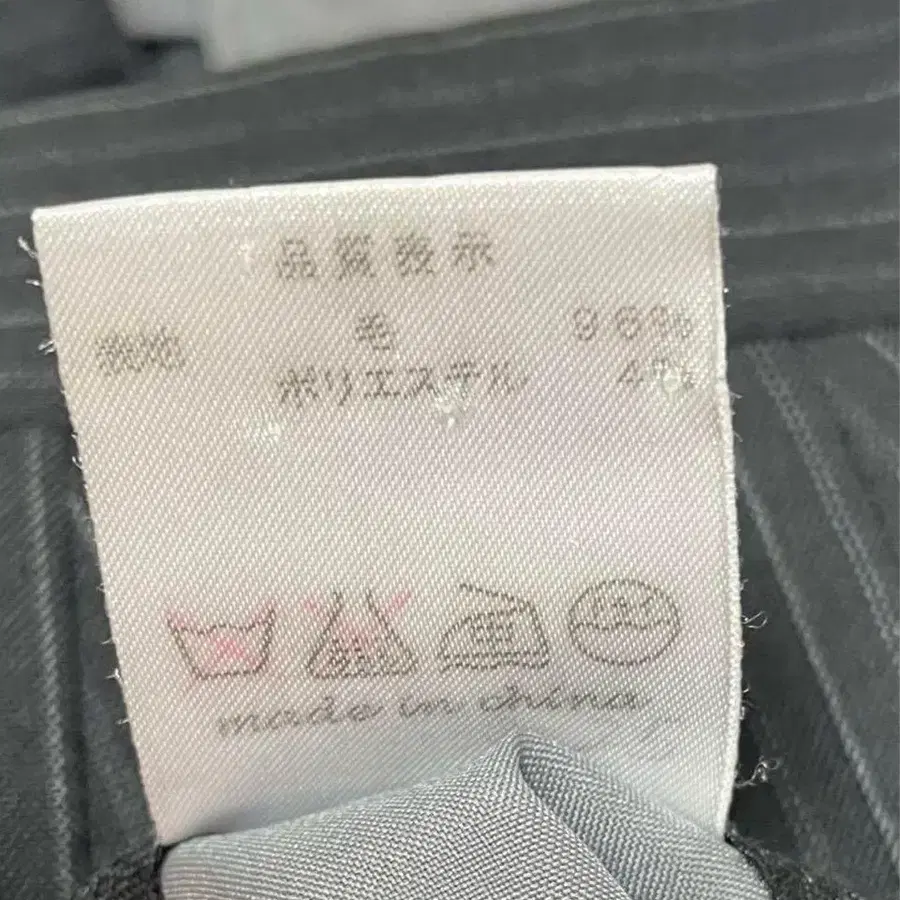 品質表示
表地 毛 96%
ポリエステル 4%
made in china